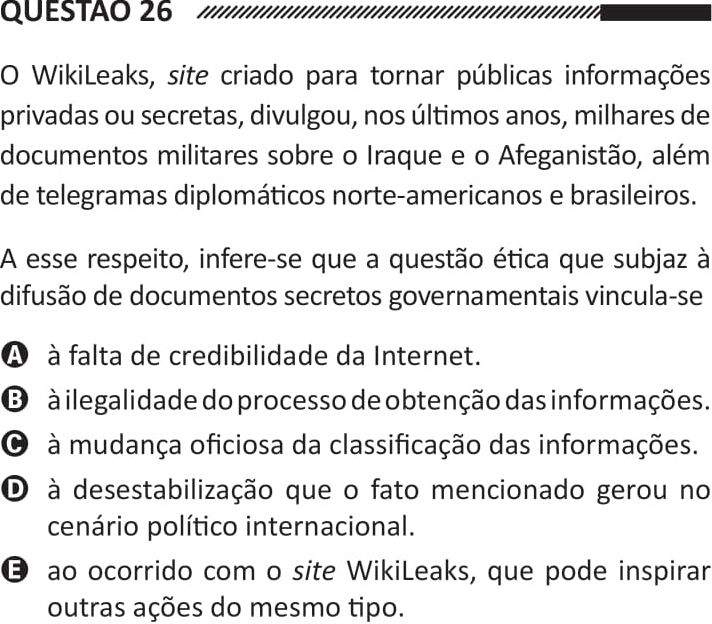 QUESTÃO 26
O WikiLeaks, site criado para tornar públicas informações
privadas ou secretas, divulgou, nos últimos anos, milhares de
documentos militares sobre o Iraque e o Afeganistão, além
de telegramas diplomáticos norte-americanos e brasileiros.
A esse respeito, infere-se que a questão ética que subjaz à
difusão de documentos secretos governamentais vincula-se
A à falta de credibilidade da Internet.
B à ilegalidade do processo de obtenção das informações.
C à mudança oficiosa da classificação das informações.
D à desestabilização que o fato mencionado gerou no
cenário político internacional.
E ao ocorrido com o site WikiLeaks, que pode inspirar
outras ações do mesmo tipo.